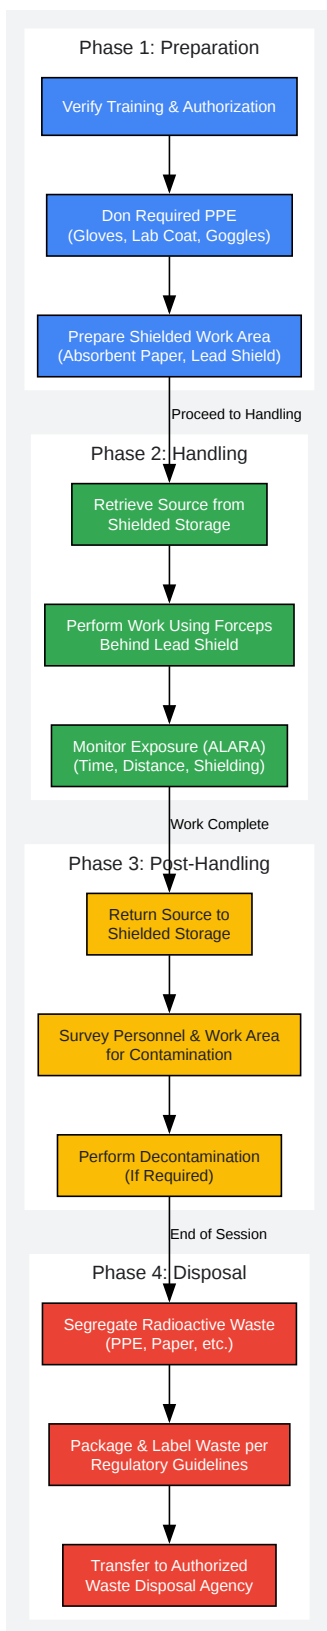 Phase 1: Preparation
Verify Training & Authorization
Don Required PPE
(Gloves, Lab Coat, Goggles)
Prepare Shielded Work Area
(Absorbent Paper, Lead Shield)
Proceed to Handling
Phase 2: Handling
Retrieve Source from
Shielded Storage
Perform Work Using Forceps
Behind Lead Shield
Monitor Exposure (ALARA)
(Time, Distance, Shielding)
Work Complete
Phase 3: Post-Handling
Return Source to
Shielded Storage
Survey Personnel & Work Area
for Contamination
Perform Decontamination
(If Required)
End of Session
Phase 4: Disposal
Segregate Radioactive Waste
(PPE, Paper, etc.)
Package & Label Waste per
Regulatory Guidelines
Transfer to Authorized
Waste Disposal Agency